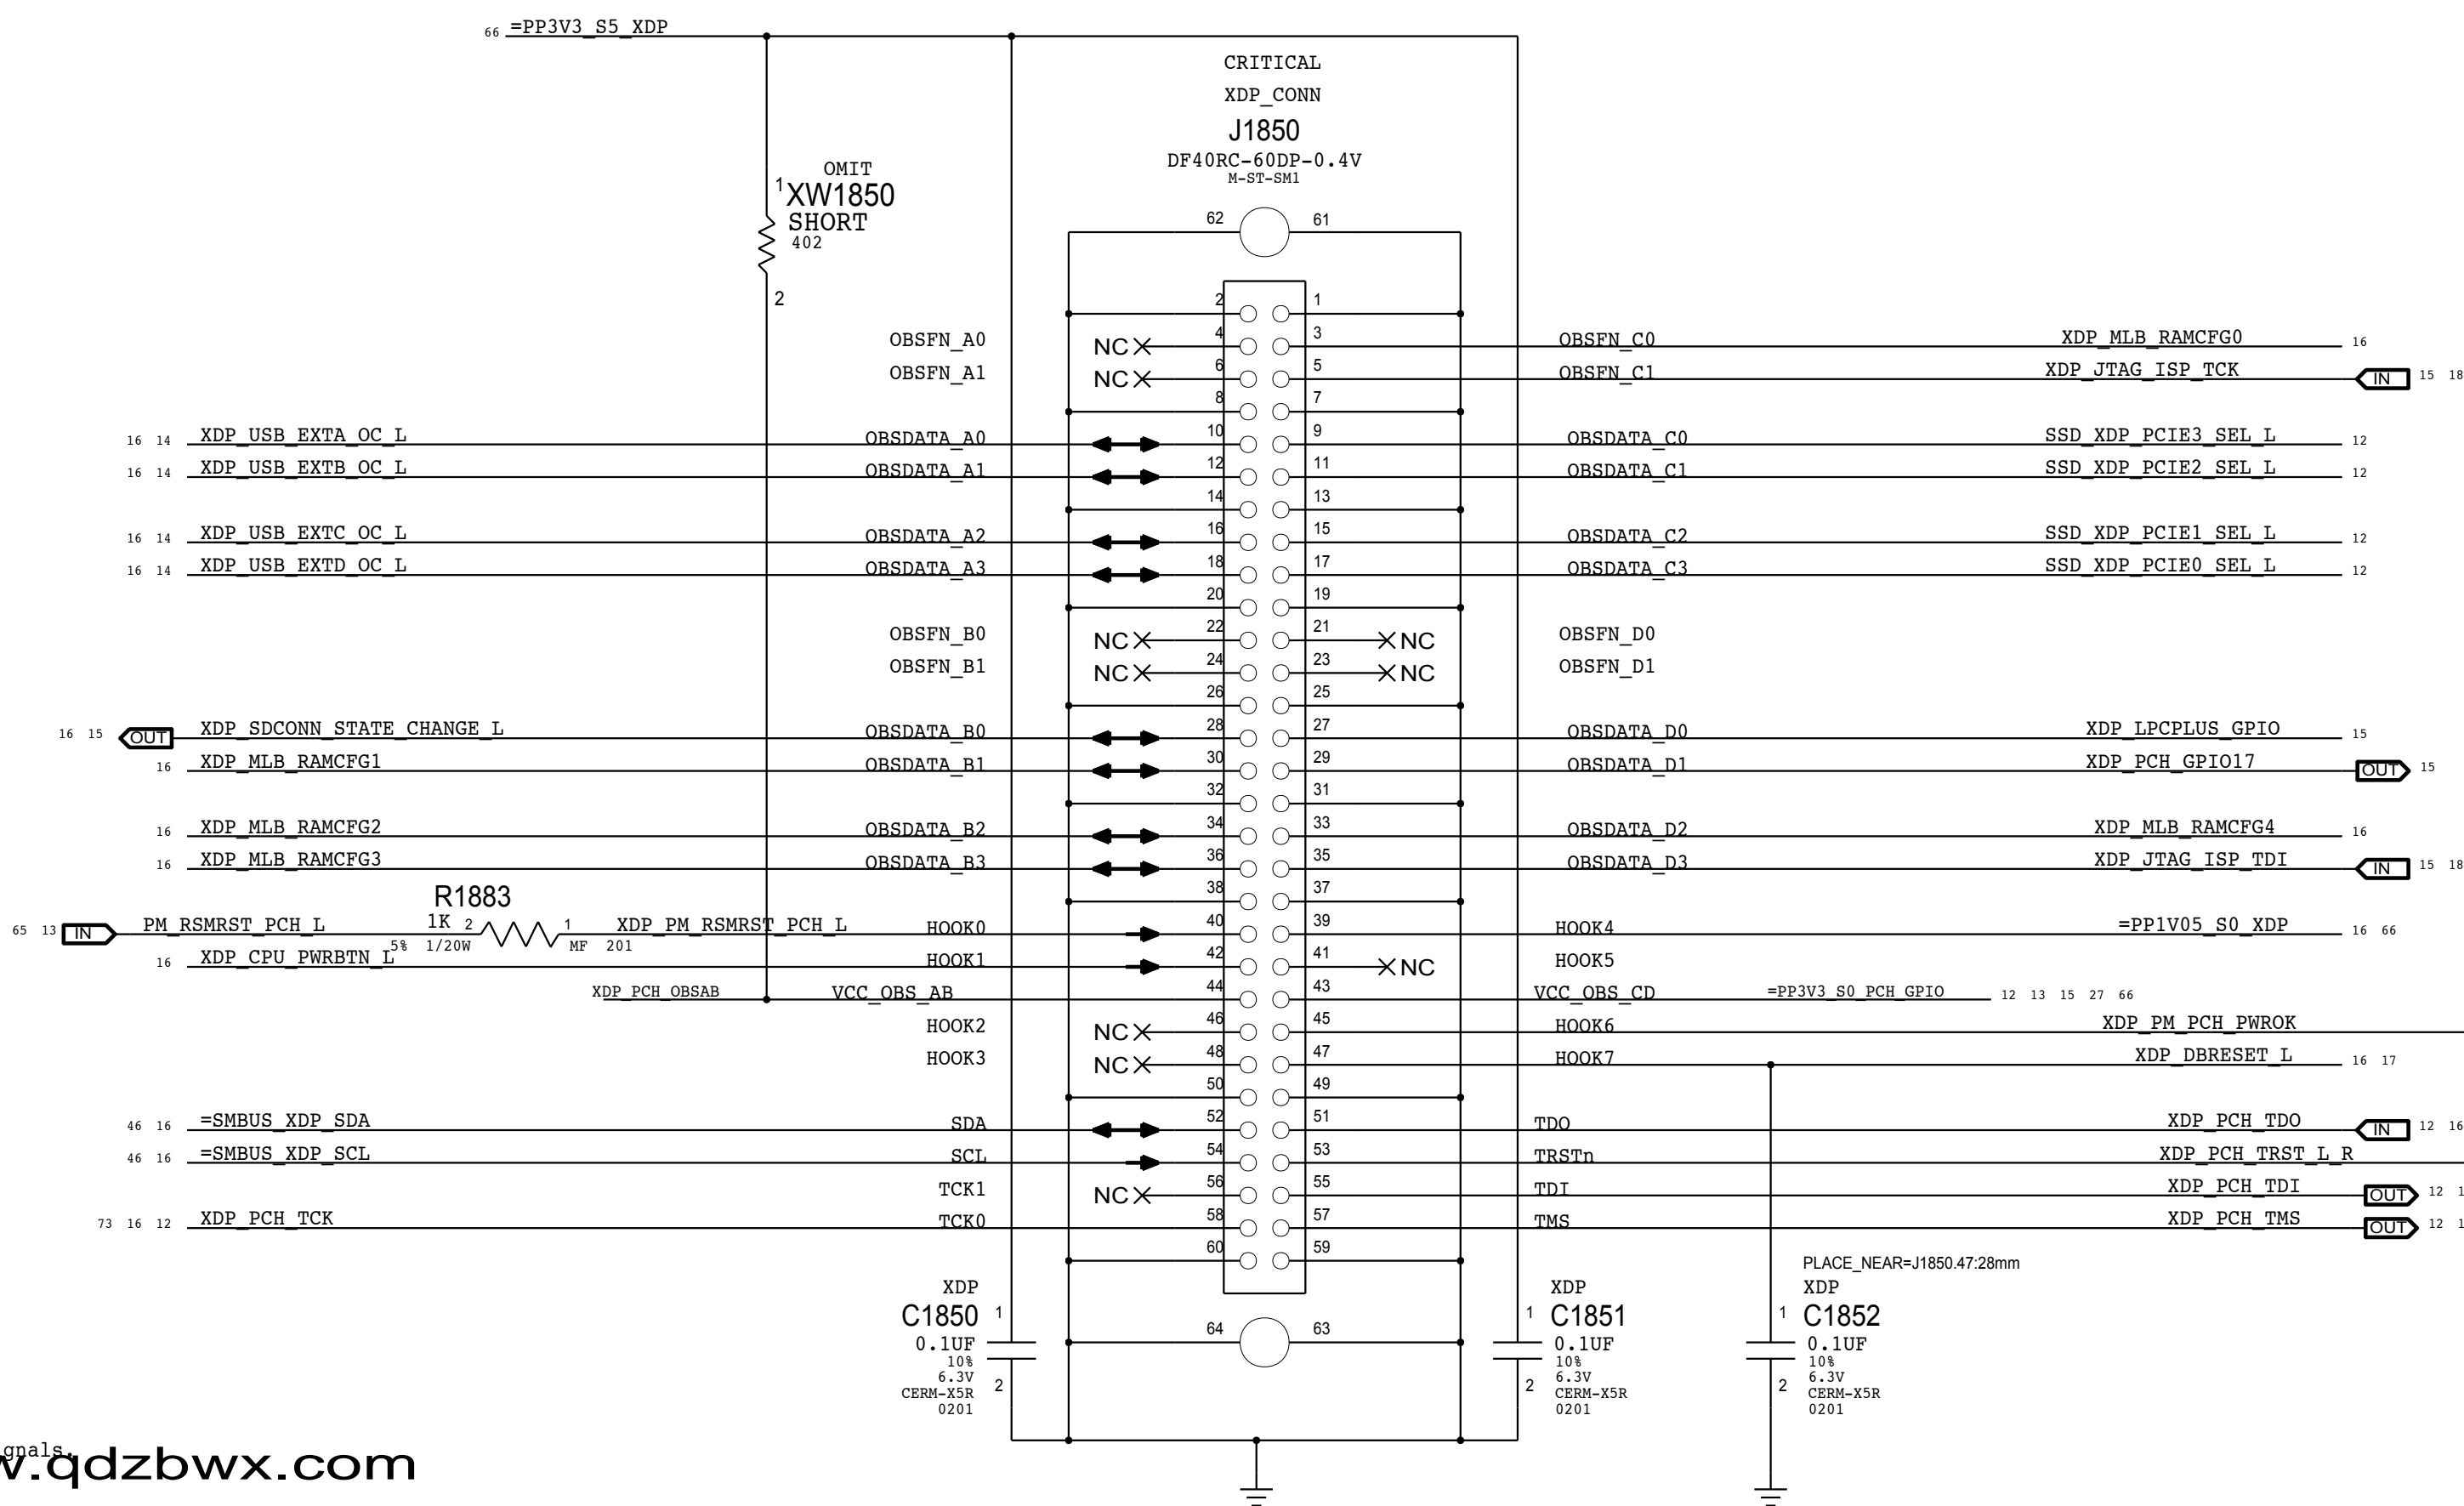 66 =PP3V3_S5_XDP
CRITICAL
XDP_CONN
J1850
DF40RC-60DP-0.4V
M-ST-SM1
OMIT
1 XW1850
SHORT
402
2
62 61
2 1
OBSFN_A0 NC 4 3 OBSFN_C0 XDP_MLB_RAMCFG0 16
OBSFN_A1 NC 6 5 OBSFN_C1 XDP_JTAG_ISP_TCK IN 15 18
8 7
16 14 XDP_USB_EXTA_OC_L OBSDATA_A0 10 9 OBSDATA_C0 SSD_XDP_PCIE3_SEL_L 12
16 14 XDP_USB_EXTB_OC_L OBSDATA_A1 12 11 OBSDATA_C1 SSD_XDP_PCIE2_SEL_L 12
14 13
16 14 XDP_USB_EXTC_OC_L OBSDATA_A2 16 15 OBSDATA_C2 SSD_XDP_PCIE1_SEL_L 12
16 14 XDP_USB_EXTD_OC_L OBSDATA_A3 18 17 OBSDATA_C3 SSD_XDP_PCIE0_SEL_L 12
20 19
OBSFN_B0 NC 22 21 NC OBSFN_D0
OBSFN_B1 NC 24 23 NC OBSFN_D1
26 25
16 15 OUT XDP_SDCONN_STATE_CHANGE_L OBSDATA_B0 28 27 OBSDATA_D0 XDP_LPCPLUS_GPIO 15
16 XDP_MLB_RAMCFG1 OBSDATA_B1 30 29 OBSDATA_D1 XDP_PCH_GPIO17 OUT 15
32 31
16 XDP_MLB_RAMCFG2 OBSDATA_B2 34 33 OBSDATA_D2 XDP_MLB_RAMCFG4 16
16 XDP_MLB_RAMCFG3 OBSDATA_B3 36 35 OBSDATA_D3 XDP_JTAG_ISP_TDI IN 15 18
R1883 38 37
65 13 IN PM_RSMRST_PCH_L 1K 2 1 XDP_PM_RSMRST_PCH_L HOOK0 40 39 HOOK4 =PP1V05_S0_XDP 16 66
5% 1/20W MF 201
16 XDP_CPU_PWRBTN_L HOOK1 42 41 NC HOOK5
XDP_PCH_OBSAB VCC_OBS_AB 44 43 VCC_OBS_CD =PP3V3_S0_PCH_GPIO 12 13 15 27 66
HOOK2 NC 46 45 HOOK6 XDP_PM_PCH_PWROK
HOOK3 NC 48 47 HOOK7 XDP_DBRESET_L 16 17
50 49
46 16 =SMBUS_XDP_SDA SDA 52 51 TDO XDP_PCH_TDO IN 12 16
46 16 =SMBUS_XDP_SCL SCL 54 53 TRSTn XDP_PCH_TRST_L_R
TCK1 NC 56 55 TDI XDP_PCH_TDI OUT 12 1
73 16 12 XDP_PCH_TCK TCK0 58 57 TMS XDP_PCH_TMS OUT 12 1
60 59
PLACE_NEAR=J1850.47:28mm
XDP XDP XDP
C1850 1 1 C1851 1 C1852
64 63
0.1UF 0.1UF 0.1UF
10% 10% 10%
6.3V 6.3V 6.3V
2 2 2
CERM-X5R CERM-X5R CERM-X5R
0201 0201 0201
gnals.
w.qdzbwx.com